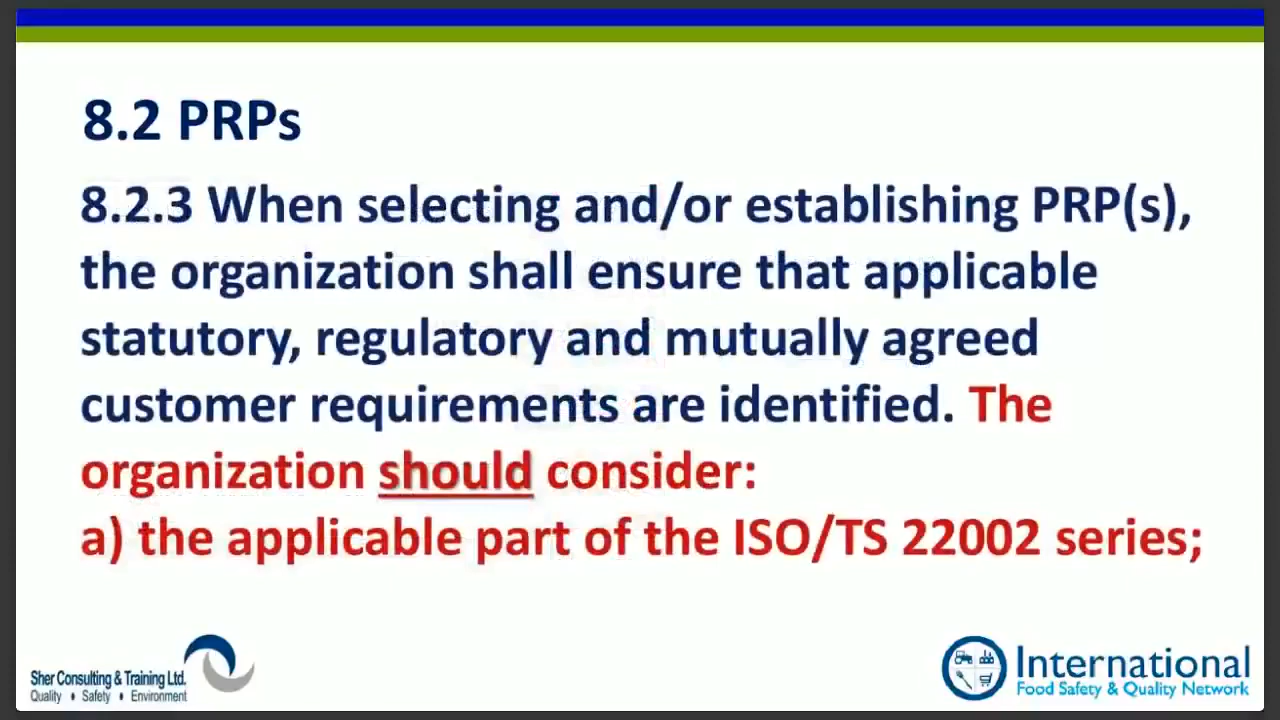 8.2 PRPs
8.2.3 When selecting and/or establishing PRP(s),
the organization shall ensure that applicable
statutory, regulatory and mutually agreed
customer requirements are identified. The
organization should consider:
a) the applicable part of the ISO/TS 22002 series;
Sher Consulting & Training Ltd.
Quality • Safety • Environment
International
Food Safety & Quality Network